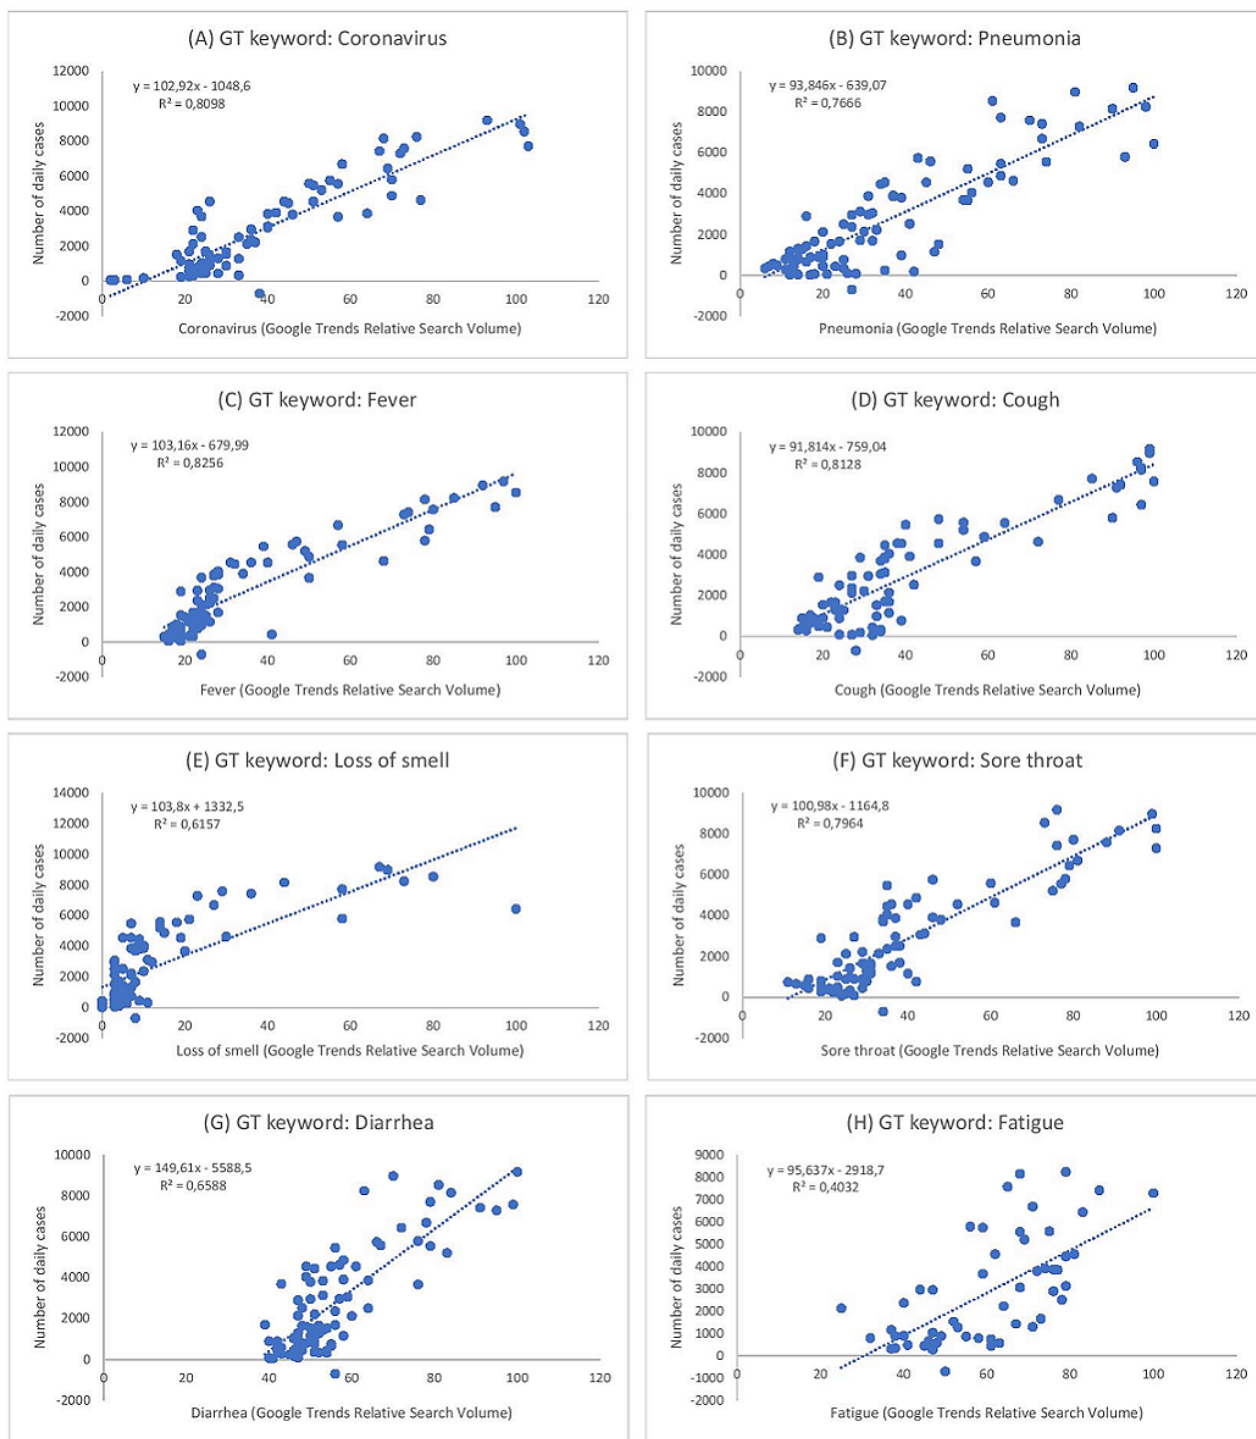 (A) GT keyword: Coronavirus
y = 102,92x - 1048,6
R² = 0,8098
Number of daily cases
12000
10000
8000
6000
4000
2000
0
-2000
0 20 40 60 80 100 120
Coronavirus (Google Trends Relative Search Volume)
(B) GT keyword: Pneumonia
y = 93,846x - 639,07
R² = 0,7666
Number of daily cases
10000
8000
6000
4000
2000
0
-2000
0 20 40 60 80 100 120
Pneumonia (Google Trends Relative Search Volume)
(C) GT keyword: Fever
y = 103,16x - 679,99
R² = 0,8256
Number of daily cases
12000
10000
8000
6000
4000
2000
0
-2000
0 20 40 60 80 100 120
Fever (Google Trends Relative Search Volume)
(D) GT keyword: Cough
y = 91,814x - 759,04
R² = 0,8128
Number of daily cases
10000
8000
6000
4000
2000
0
-2000
0 20 40 60 80 100 120
Cough (Google Trends Relative Search Volume)
(E) GT keyword: Loss of smell
y = 103,8x + 1332,5
R² = 0,6157
Number of daily cases
14000
12000
10000
8000
6000
4000
2000
0
-2000
0 20 40 60 80 100 120
Loss of smell (Google Trends Relative Search Volume)
(F) GT keyword: Sore throat
y = 100,98x - 1164,8
R² = 0,7964
Number of daily cases
10000
8000
6000
4000
2000
0
-2000
0 20 40 60 80 100 120
Sore throat (Google Trends Relative Search Volume)
(G) GT keyword: Diarrhea
y = 149,61x - 5588,5
R² = 0,6588
Number of daily cases
10000
8000
6000
4000
2000
0
-2000
0 20 40 60 80 100 120
Diarrhea (Google Trends Relative Search Volume)
(H) GT keyword: Fatigue
y = 95,637x - 2918,7
R² = 0,4032
Number of daily cases
9000
8000
7000
6000
5000
4000
3000
2000
1000
0
-1000
-2000
0 20 40 60 80 100 120
Fatigue (Google Trends Relative Search Volume)